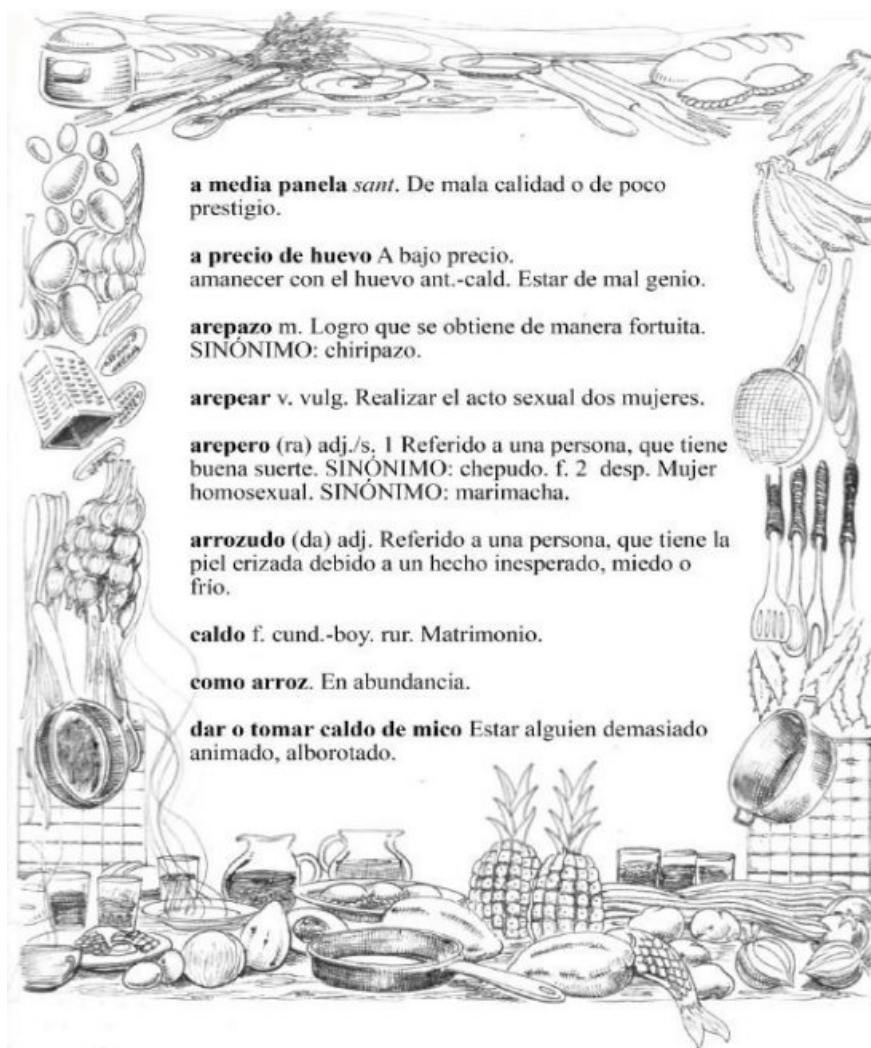 a media panela sant. De mala calidad o de poco
prestigio.
a precio de huevo A bajo precio.
amanecer con el huevo ant.-cald. Estar de mal genio.
arepazo m. Logro que se obtiene de manera fortuita.
SINÓNIMO: chiripazo.
arepear v. vulg. Realizar el acto sexual dos mujeres.
arepero (ra) adj./s. 1 Referido a una persona, que tiene
buena suerte. SINÓNIMO: chepudo. f. 2 desp. Mujer
homosexual. SINÓNIMO: marimacha.
arrozudo (da) adj. Referido a una persona, que tiene la
piel erizada debido a un hecho inesperado, miedo o
frío.
caldo f. cund.-boy. rur. Matrimonio.
como arroz. En abundancia.
dar o tomar caldo de mico Estar alguien demasiado
animado, alborotado.